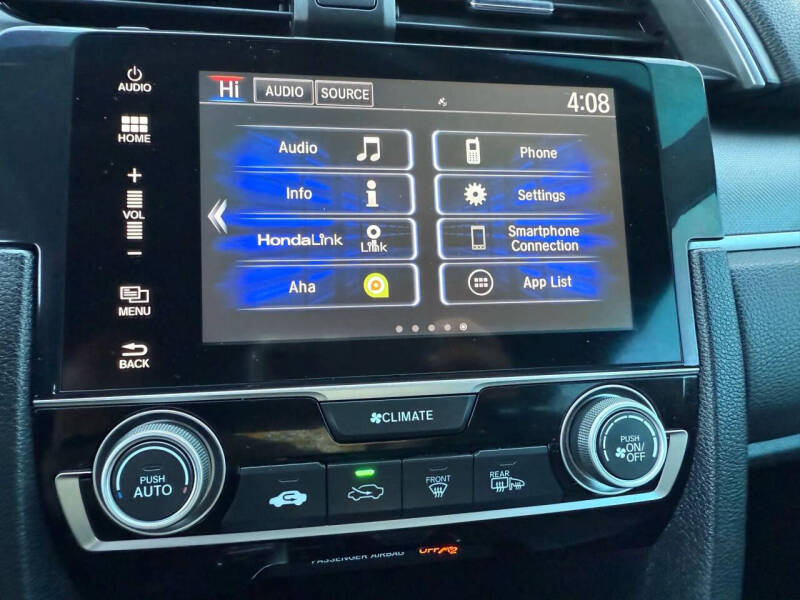 AUDIO
HOME
VOL
MENU
BACK
Hi AUDIO SOURCE 4:08
Audio
Info
HondaLink Link
Aha
Phone
Settings
Smartphone
Connection
App List
CLIMATE
PUSH
AUTO
FRONT
REAR
PUSH
ON/
OFF
PASSENGER AIRBAG OFF